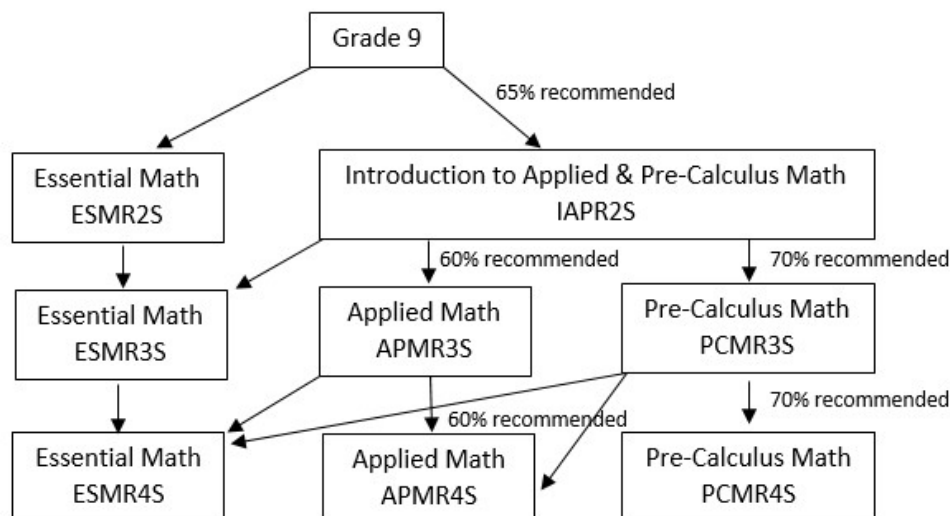 Grade 9
65% recommended
Essential Math
ESMR2S
Introduction to Applied & Pre-Calculus Math
IAPR2S
60% recommended
70% recommended
Essential Math
ESMR3S
Applied Math
APMR3S
Pre-Calculus Math
PCMR3S
60% recommended
70% recommended
Essential Math
ESMR4S
Applied Math
APMR4S
Pre-Calculus Math
PCMR4S